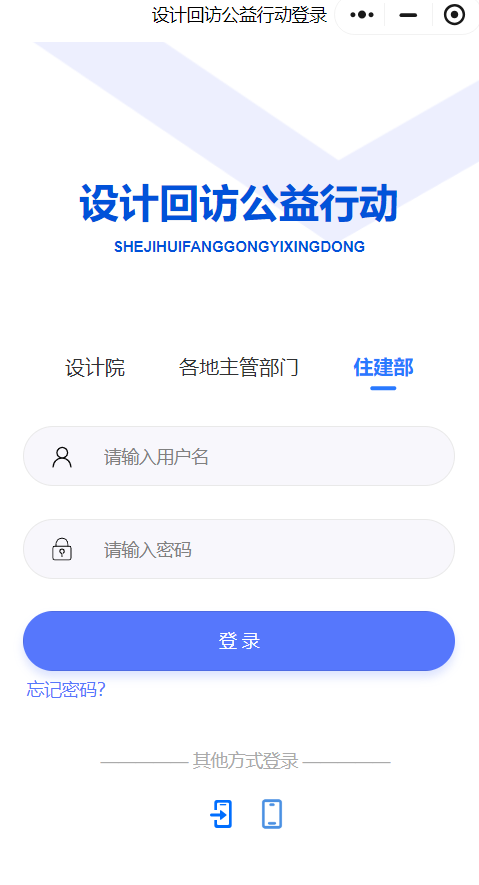 设计回访公益行动登录
设计回访公益行动
SHEJIHUIFANGGONGYIXINGDONG
设计院 各地主管部门 住建部
请输入用户名
请输入密码
登 录
忘记密码?
其他方式登录